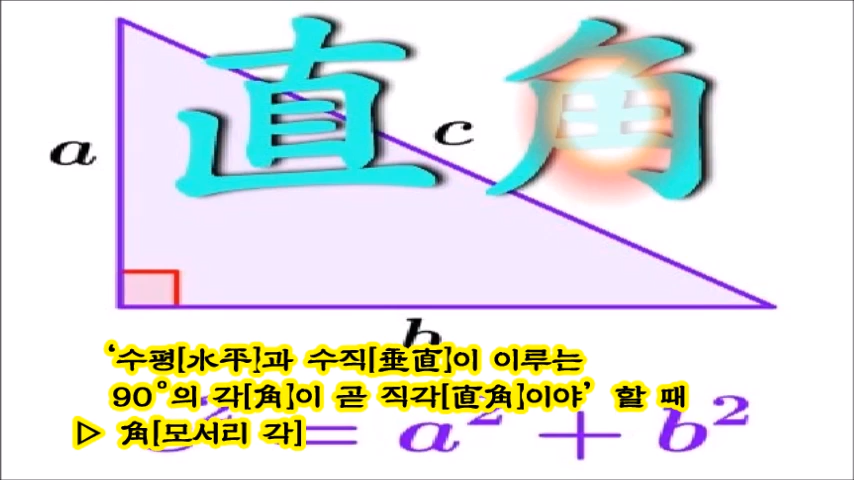 直角
a
c
b
‘수평[水平]과 수직[垂直]이 이루는
90°의 각[角]이 곧 직각[直角]이야’ 할 때
▷ 角[모서리 각]
c² = a² + b²